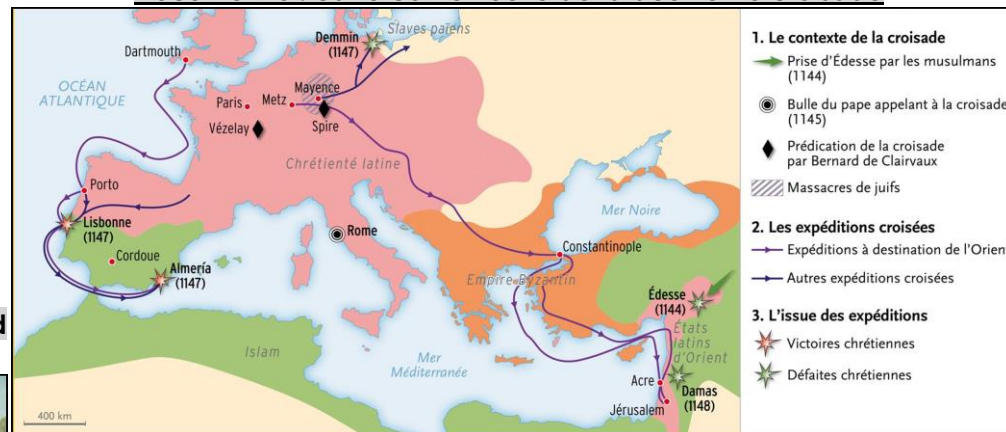 Slaves païens
Demmin
(1147)
Dartmouth
OCÉAN
ATLANTIQUE
Mayence
Paris
Metz
Vézelay
Spire
Chrétienté latine
Porto
Lisbonne
(1147)
Cordoue
Almería
(1147)
Rome
Mer Noire
Constantinople
Empire Byzantin
Édesse
(1144)
États
latins
d'Orient
Islam
Mer
Méditerranée
Acre
Damas
(1148)
Jérusalem
400 km
1. Le contexte de la croisade
Prise d'Édesse par les musulmans
(1144)
Bulle du pape appelant à la croisade
(1145)
Prédication de la croisade
par Bernard de Clairvaux
Massacres de juifs
2. Les expéditions croisées
Expéditions à destination de l'Orien
Autres expéditions croisées
3. L'issue des expéditions
Victoires chrétiennes
Défaites chrétiennes